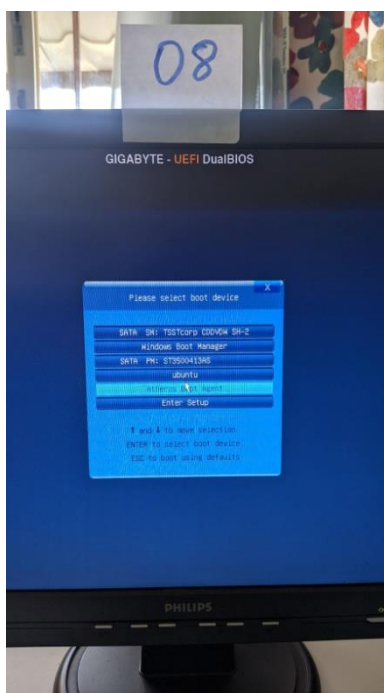 08
GIGABYTE - UEFI DualBIOS
X
Please select boot device
SATA SM: TSSTcorp CDDVDW SH-2
Windows Boot Manager
SATA PM: ST3500413AS
ubuntu
Atheros Boot Agent
Enter Setup
↑ and ↓ to move selection
ENTER to select boot device
ESC to boot using defaults
PHILIPS